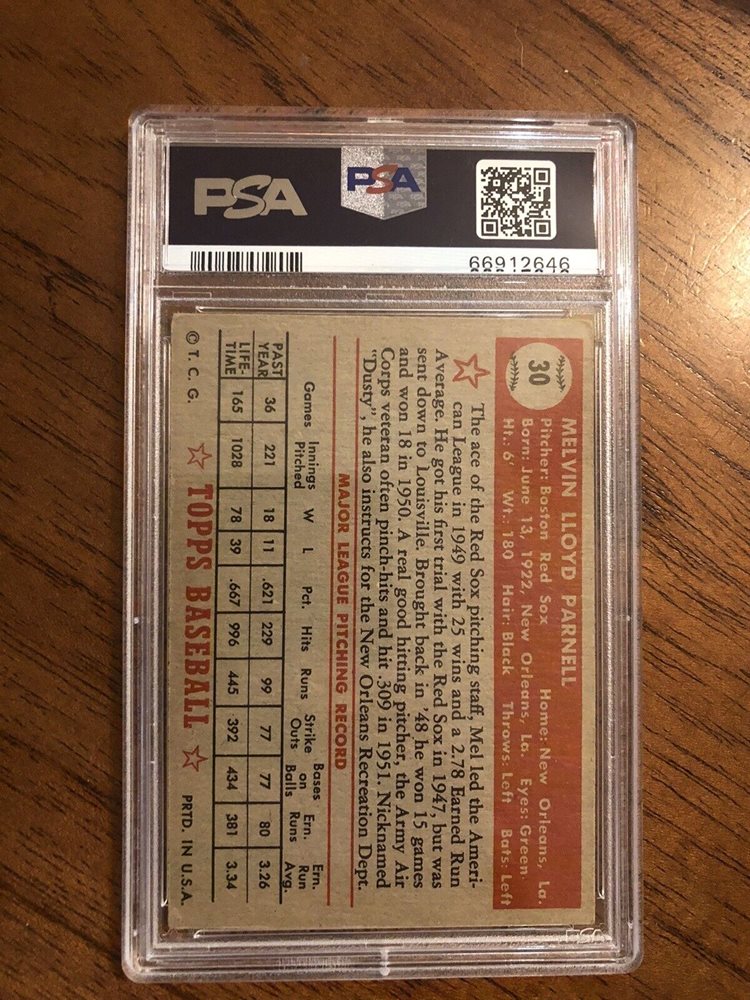 PSA
PSA
66912646
30
MELVIN LLOYD PARNELL
Pitcher: Boston Red Sox Home: New Orleans, La.
Born: June 13, 1922, New Orleans, La. Eyes: Green
Ht.: 6' Wt.: 180 Hair: Black Throws: Left Bats: Left
The ace of the Red Sox pitching staff, Mel led the Ameri-
can League in 1949 with 25 wins and a 2.78 Earned Run
Average. He got his first trial with the Red Sox in 1947, but was
sent down to Louisville. Brought back in '48 he won 15 games
and won 18 in 1950. A real good hitting pitcher, the Army Air
Corps veteran often pinch-hits and hit .309 in 1951. Nicknamed
"Dusty", he also instructs for the New Orleans Recreation Dept.
MAJOR LEAGUE PITCHING RECORD
Games Innings Pitched W L Pct. Hits Runs Strike Outs Bases on Balls Ern. Runs Ern. Run Avg.
PAST YEAR 36 221 18 11 .621 229 99 77 77 80 3.26
LIFE-TIME 165 1028 78 39 .667 996 445 392 434 381 3.34
© T. C. G. TOPPS BASEBALL PRTD. IN U.S.A.